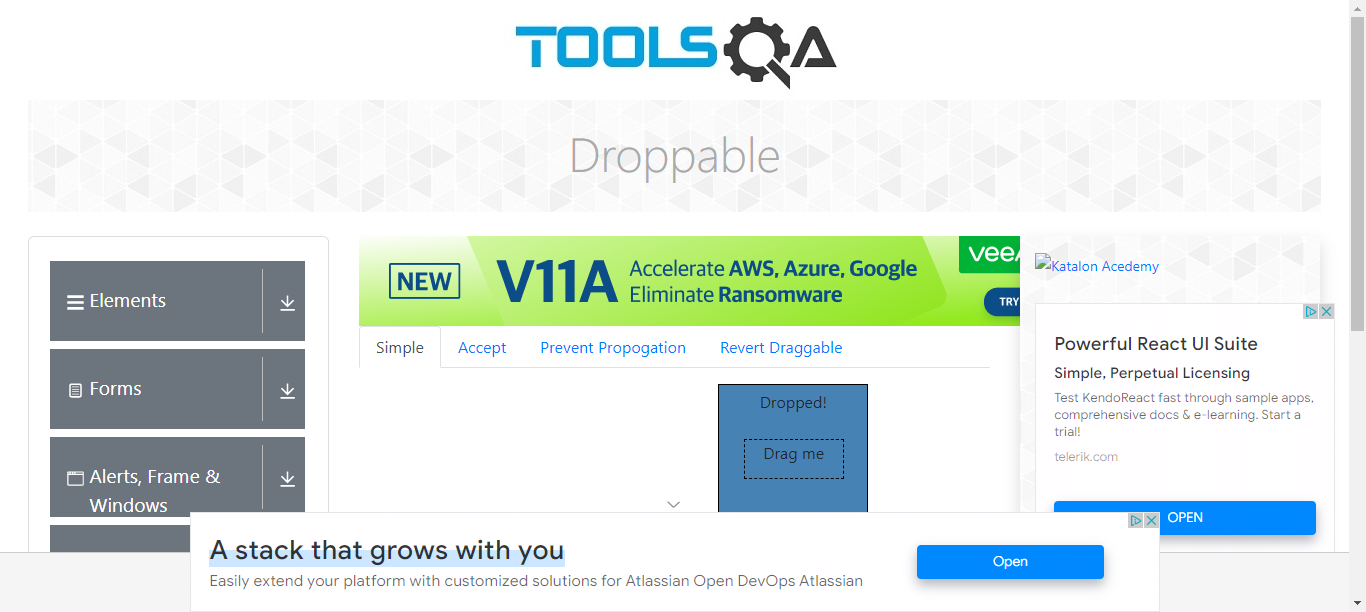 TOOLSQA
Droppable
Elements
Forms
Alerts, Frame &
Windows
NEW
V11A
Accelerate AWS, Azure, Google
Eliminate Ransomware
TRY
Simple
Accept
Prevent Propogation
Revert Draggable
Dropped!
Drag me
Katalon Acedemy
Powerful React UI Suite
Simple, Perpetual Licensing
Test KendoReact fast through sample apps,
comprehensive docs & e-learning. Start a
trial!
telerik.com
OPEN
A stack that grows with you
Easily extend your platform with customized solutions for Atlassian Open DevOps Atlassian
Open